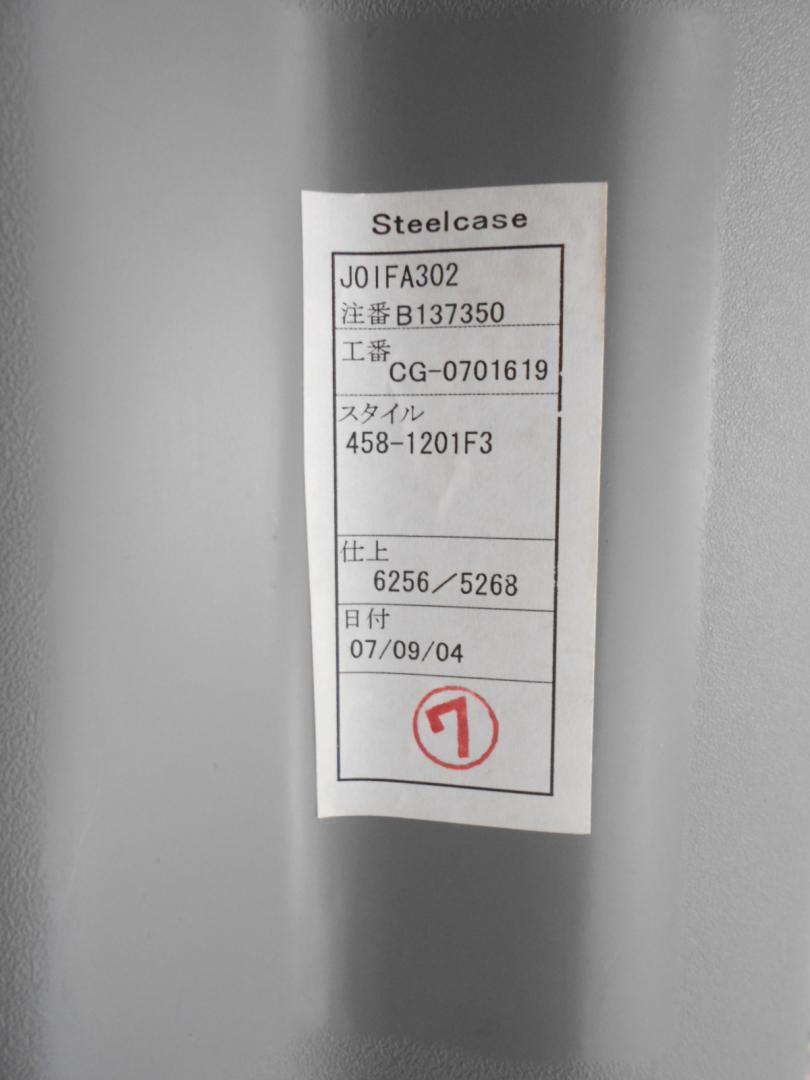 Steelcase
JOIFA302
注番B137350
工番
CG-0701619
スタイル
458-1201F3
仕上
6256/5268
日付
07/09/04
7